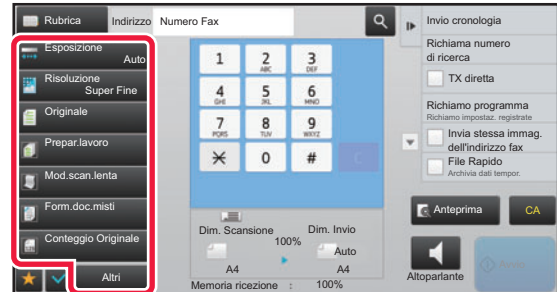 Rubrica
Indirizzo
Numero Fax
Esposizione
Auto
Risoluzione
Super Fine
Originale
Prepar.lavoro
Mod.scan.lenta
Form.doc.misti
Conteggio Originale
Altri
1
2
ABC
3
DEF
4
GHI
5
JKL
6
MNO
7
PQRS
8
TUV
9
WXYZ
0
#
C
Dim. Scansione
Dim. Invio
100%
Auto
A4
A4
Memoria ricezione : 100%
Invio cronologia
Richiama numero
di ricerca
TX diretta
Richiamo programma
Richiamo impostaz. registrate
Invia stessa immag.
dell'indirizzo fax
File Rapido
Archivia dati tempor.
Anteprima
CA
Altoparlante
Avvio